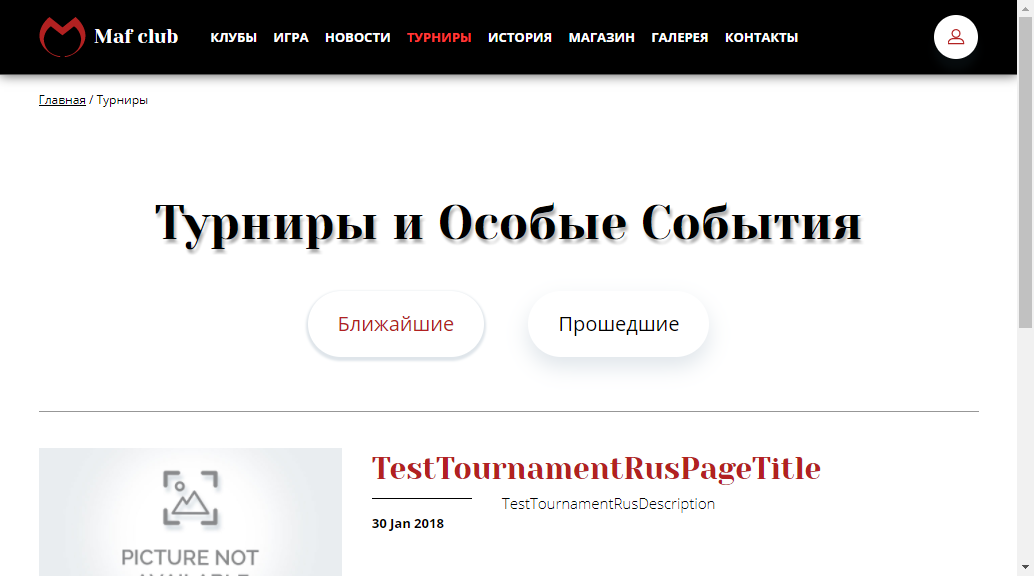 Maf club КЛУБЫ ИГРА НОВОСТИ ТУРНИРЫ ИСТОРИЯ МАГАЗИН ГАЛЕРЕЯ КОНТАКТЫ
Главная / Турниры
Турниры и Особые События
Ближайшие Прошедшие
TestTournamentRusPageTitle
TestTournamentRusDescription
30 Jan 2018
PICTURE NOT
AVAILABLE